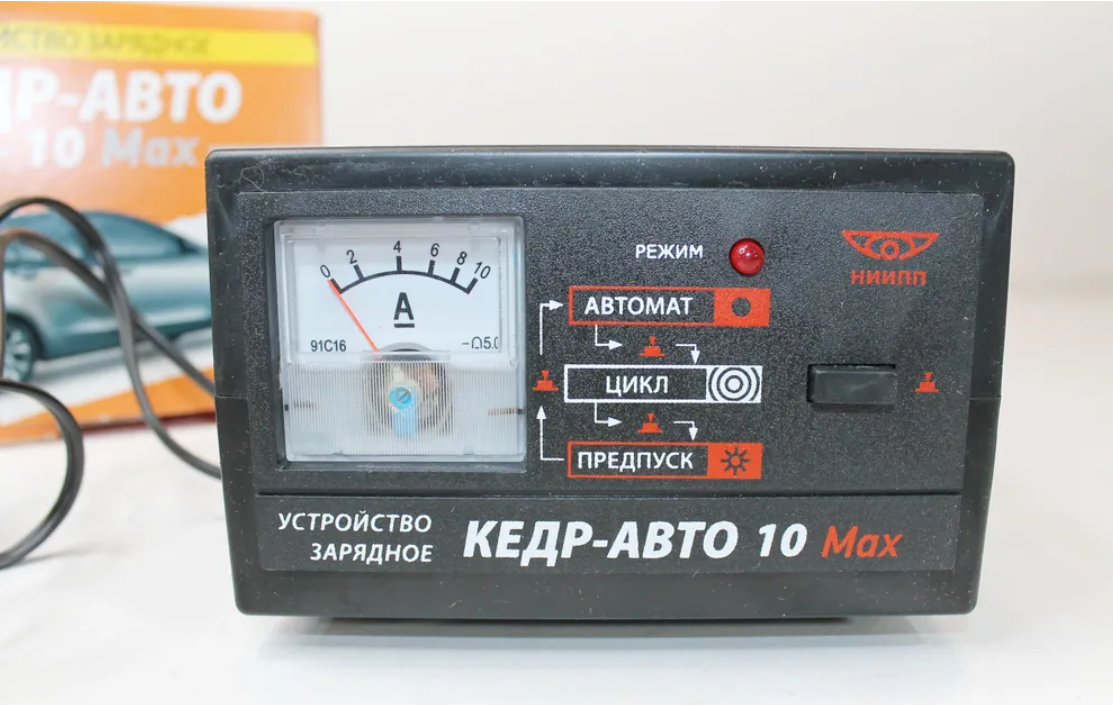 ЗАРЯДНОЕ
ДР-АВТО
10 Max
0 2 4 6 8 10
A
91C16
РЕЖИМ
НИИПП
АВТОМАТ
ЦИКЛ
ПРЕДПУСК
УСТРОЙСТВО
ЗАРЯДНОЕ
КЕДР-АВТО 10 Max